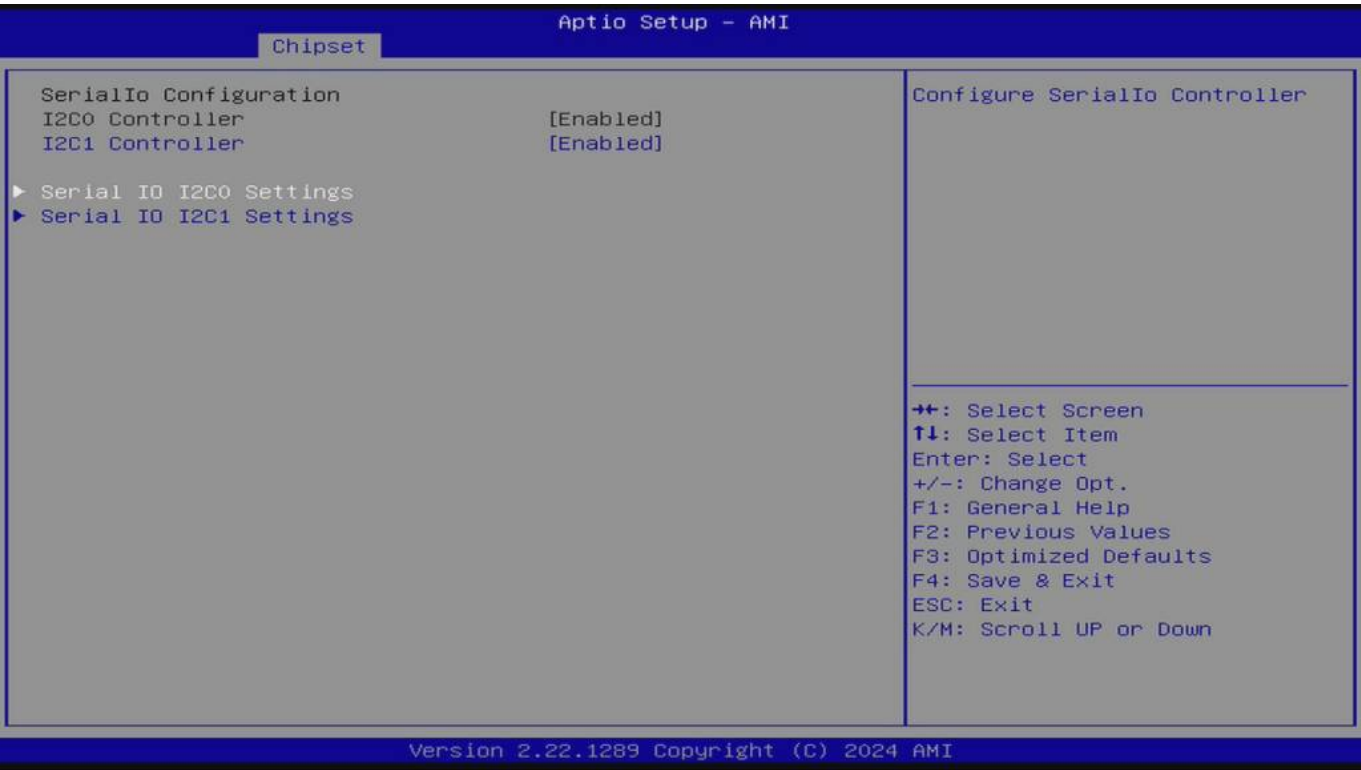 Aptio Setup – AMI
Chipset
SerialIo Configuration
I2C0 Controller [Enabled]
I2C1 Controller [Enabled]
► Serial IO I2C0 Settings
► Serial IO I2C1 Settings
Configure SerialIo Controller
→←: Select Screen
↑↓: Select Item
Enter: Select
+/-: Change Opt.
F1: General Help
F2: Previous Values
F3: Optimized Defaults
F4: Save & Exit
ESC: Exit
K/M: Scroll UP or Down
Version 2.22.1289 Copyright (C) 2024 AMI